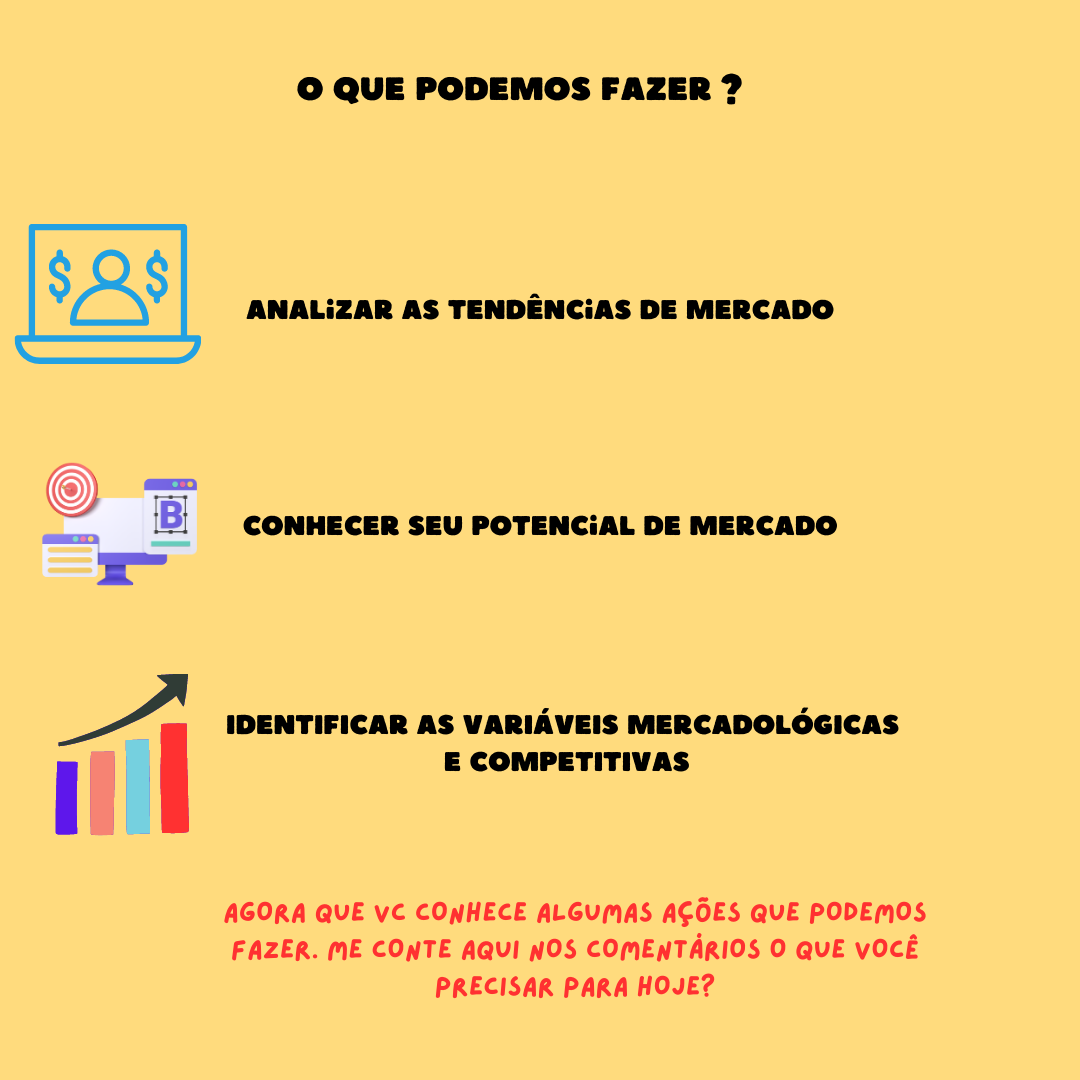 O QUE PODEMOS FAZER ?
ANALIZAR AS TENDÊNCIAS DE MERCADO
B
CONHECER SEU POTENCIAL DE MERCADO
IDENTIFICAR AS VARIÁVEIS MERCADOLÓGICAS
E COMPETITIVAS
AGORA QUE VC CONHECE ALGUMAS AÇÕES QUE PODEMOS
FAZER. ME CONTE AQUI NOS COMENTÁRIOS O QUE VOCÊ
PRECISAR PARA HOJE?